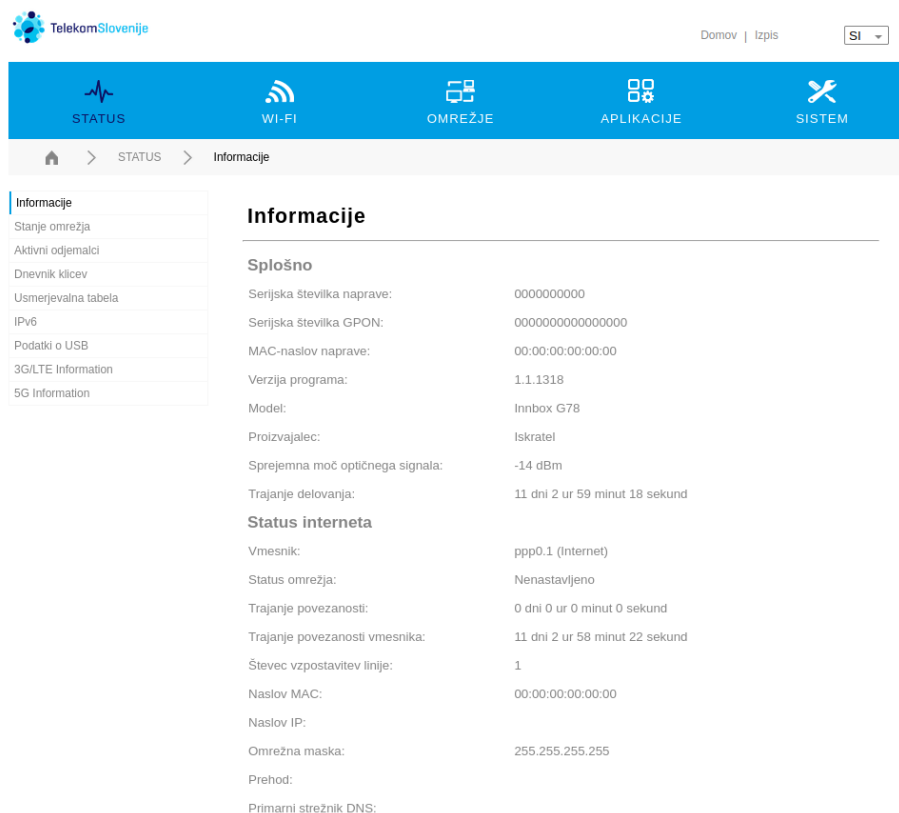 TelekomSlovenije
Domov | Izpis
SI
STATUS
WI-FI
OMREŽJE
APLIKACIJE
SISTEM
STATUS
Informacije
Informacije
Stanje omrežja
Aktivni odjemalci
Dnevnik klicev
Usmerjevalna tabela
IPv6
Podatki o USB
3G/LTE Information
5G Information
Informacije
Splošno
Serijska številka naprave: 0000000000
Serijska številka GPON: 0000000000000000
MAC-naslov naprave: 00:00:00:00:00:00
Verzija programa: 1.1.1318
Model: Innbox G78
Proizvajalec: Iskratel
Sprejemna moč optičnega signala: -14 dBm
Trajanje delovanja: 11 dni 2 ur 59 minut 18 sekund
Status interneta
Vmesnik: ppp0.1 (Internet)
Status omrežja: Nenastavljeno
Trajanje povezanosti: 0 dni 0 ur 0 minut 0 sekund
Trajanje povezanosti vmesnika: 11 dni 2 ur 58 minut 22 sekund
Števec vzpostavitev linije: 1
Naslov MAC: 00:00:00:00:00:00
Naslov IP:
Omrežna maska: 255.255.255.255
Prehod:
Primarni strežnik DNS: